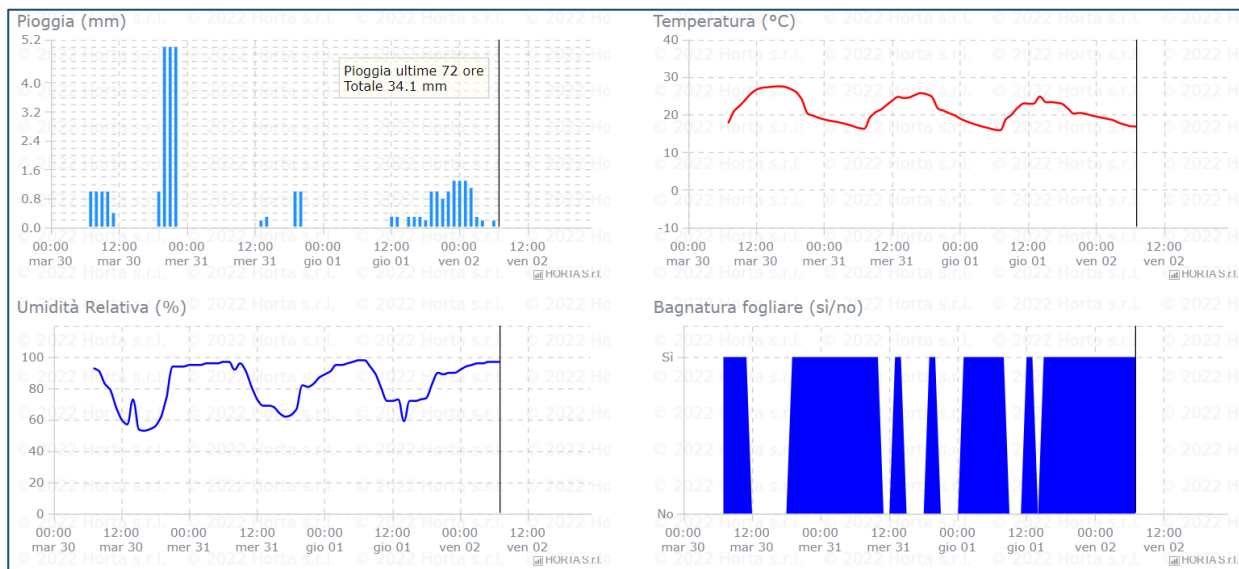 Pioggia (mm)
5.2
4.0
3.2
2.4
1.6
0.8
0.0
Pioggia ultime 72 ore
Totale 34.1 mm
00:00 12:00 00:00 12:00 00:00 12:00 00:00 12:00
mar 30 mar 30 mer 31 mer 31 gio 01 gio 01 ven 02 ven 02
HORTA S.r.l.
Temperatura (°C)
40
30
20
10
0
-10
00:00 12:00 00:00 12:00 00:00 12:00 00:00 12:00
mar 30 mar 30 mer 31 mer 31 gio 01 gio 01 ven 02 ven 02
HORTA S.r.l.
Umidità Relativa (%)
100
80
60
40
20
0
00:00 12:00 00:00 12:00 00:00 12:00 00:00 12:00
mar 30 mar 30 mer 31 mer 31 gio 01 gio 01 ven 02 ven 02
HORTA S.r.l.
Bagnatura fogliare (sì/no)
Si
No
00:00 12:00 00:00 12:00 00:00 12:00 00:00 12:00
mar 30 mar 30 mer 31 mer 31 gio 01 gio 01 ven 02 ven 02
HORTA S.r.l.
© 2022 Horta s.r.l.